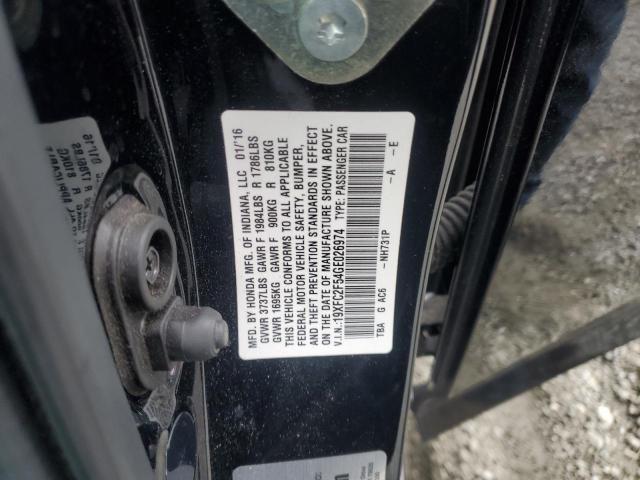 MFD. BY HONDA MFG. OF INDIANA, LLC 01/16
GVWR 3737LBS GAWR F 1984LBS R 1786LBS
GVWR 1695KG GAWR F 900KG R 810KG
THIS VEHICLE CONFORMS TO ALL APPLICABLE
FEDERAL MOTOR VEHICLE SAFETY, BUMPER,
AND THEFT PREVENTION STANDARDS IN EFFECT
ON THE DATE OF MANUFACTURE SHOWN ABOVE.
V.I.N.:19XFC2F54GE026974 TYPE: PASSENGER CAR
TBA G AC6 -NH731P -A -E